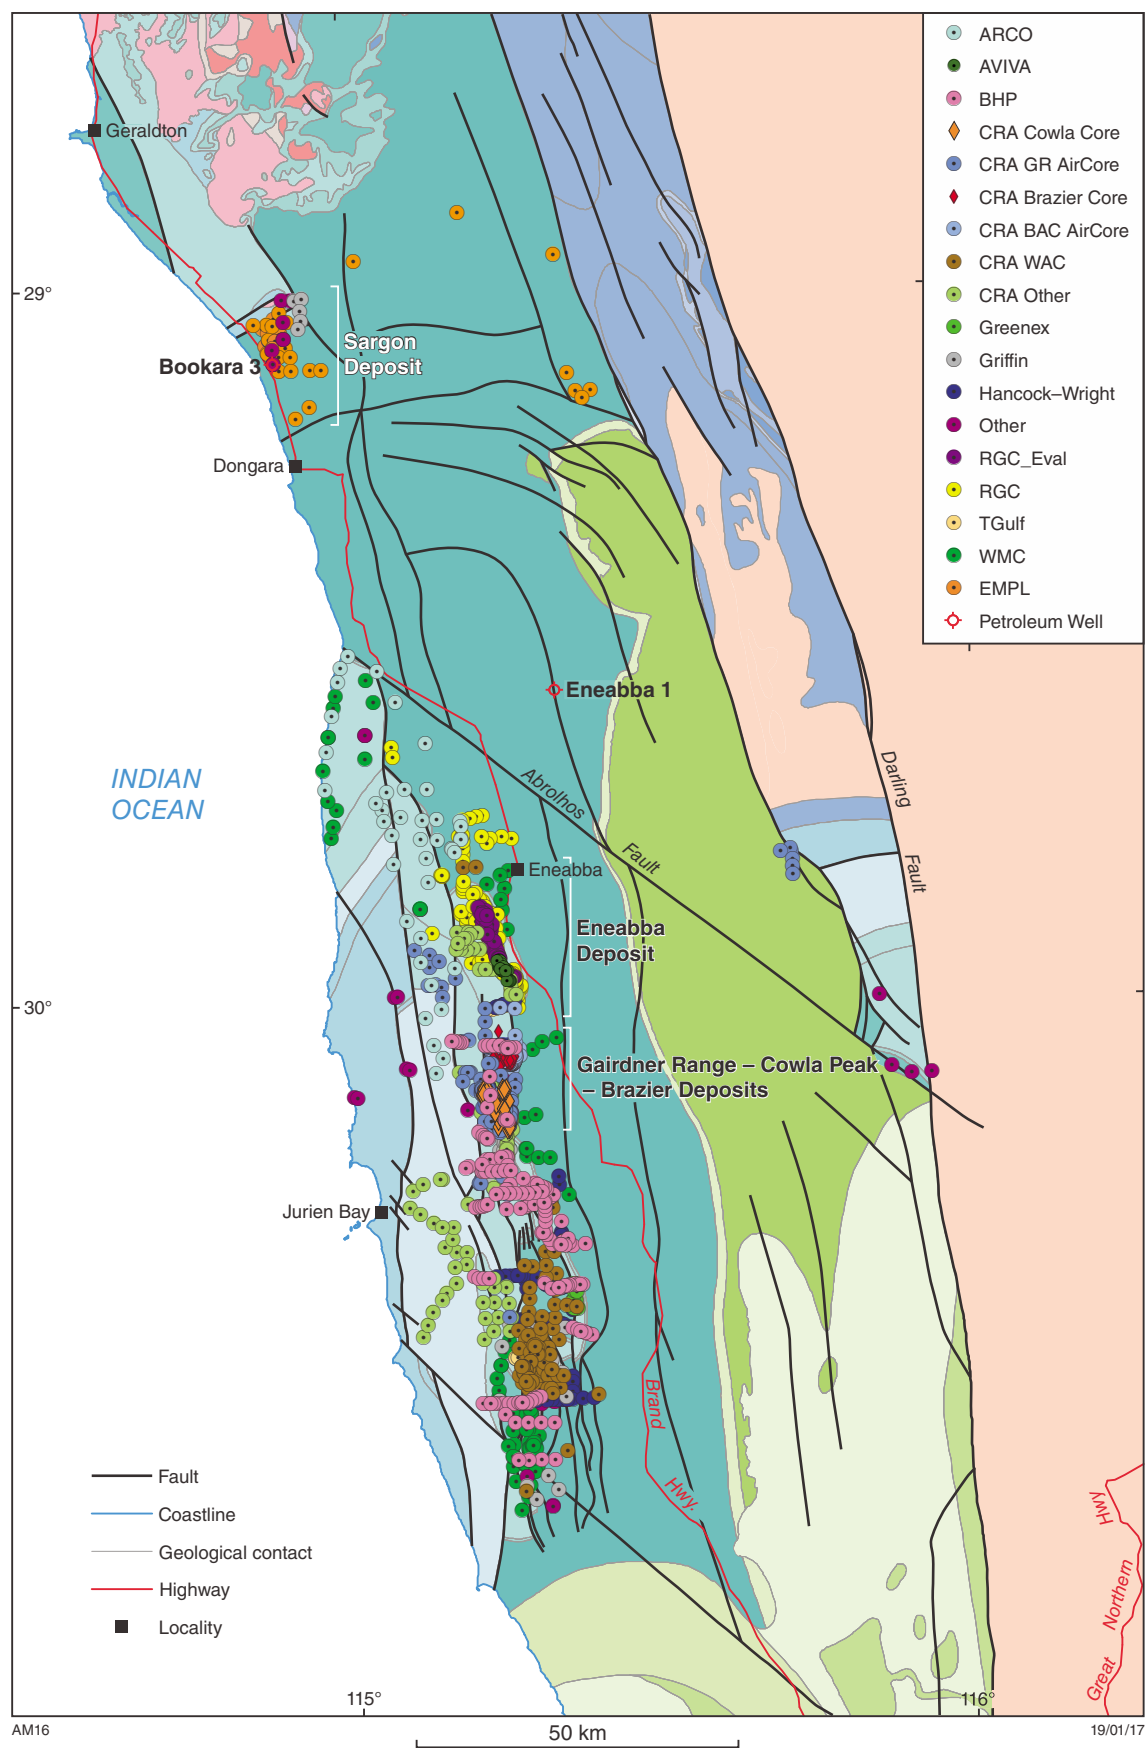 ARCO
AVIVA
BHP
CRA Cowla Core
CRA GR AirCore
CRA Brazier Core
CRA BAC AirCore
CRA WAC
CRA Other
Greenex
Griffin
Hancock–Wright
Other
RGC_Eval
RGC
TGulf
WMC
EMPL
Petroleum Well
Geraldton
29°
Sargon
Deposit
Bookara 3
Dongara
Eneabba 1
INDIAN
OCEAN
Abrolhos
Fault
Darling
Fault
Eneabba
Eneabba
Deposit
30°
Gairdner Range – Cowla Peak
– Brazier Deposits
Jurien Bay
Brand
Hwy.
Fault
Coastline
Geological contact
Highway
Locality
Great
Northern
Hwy
115°
116°
AM16
50 km
19/01/17